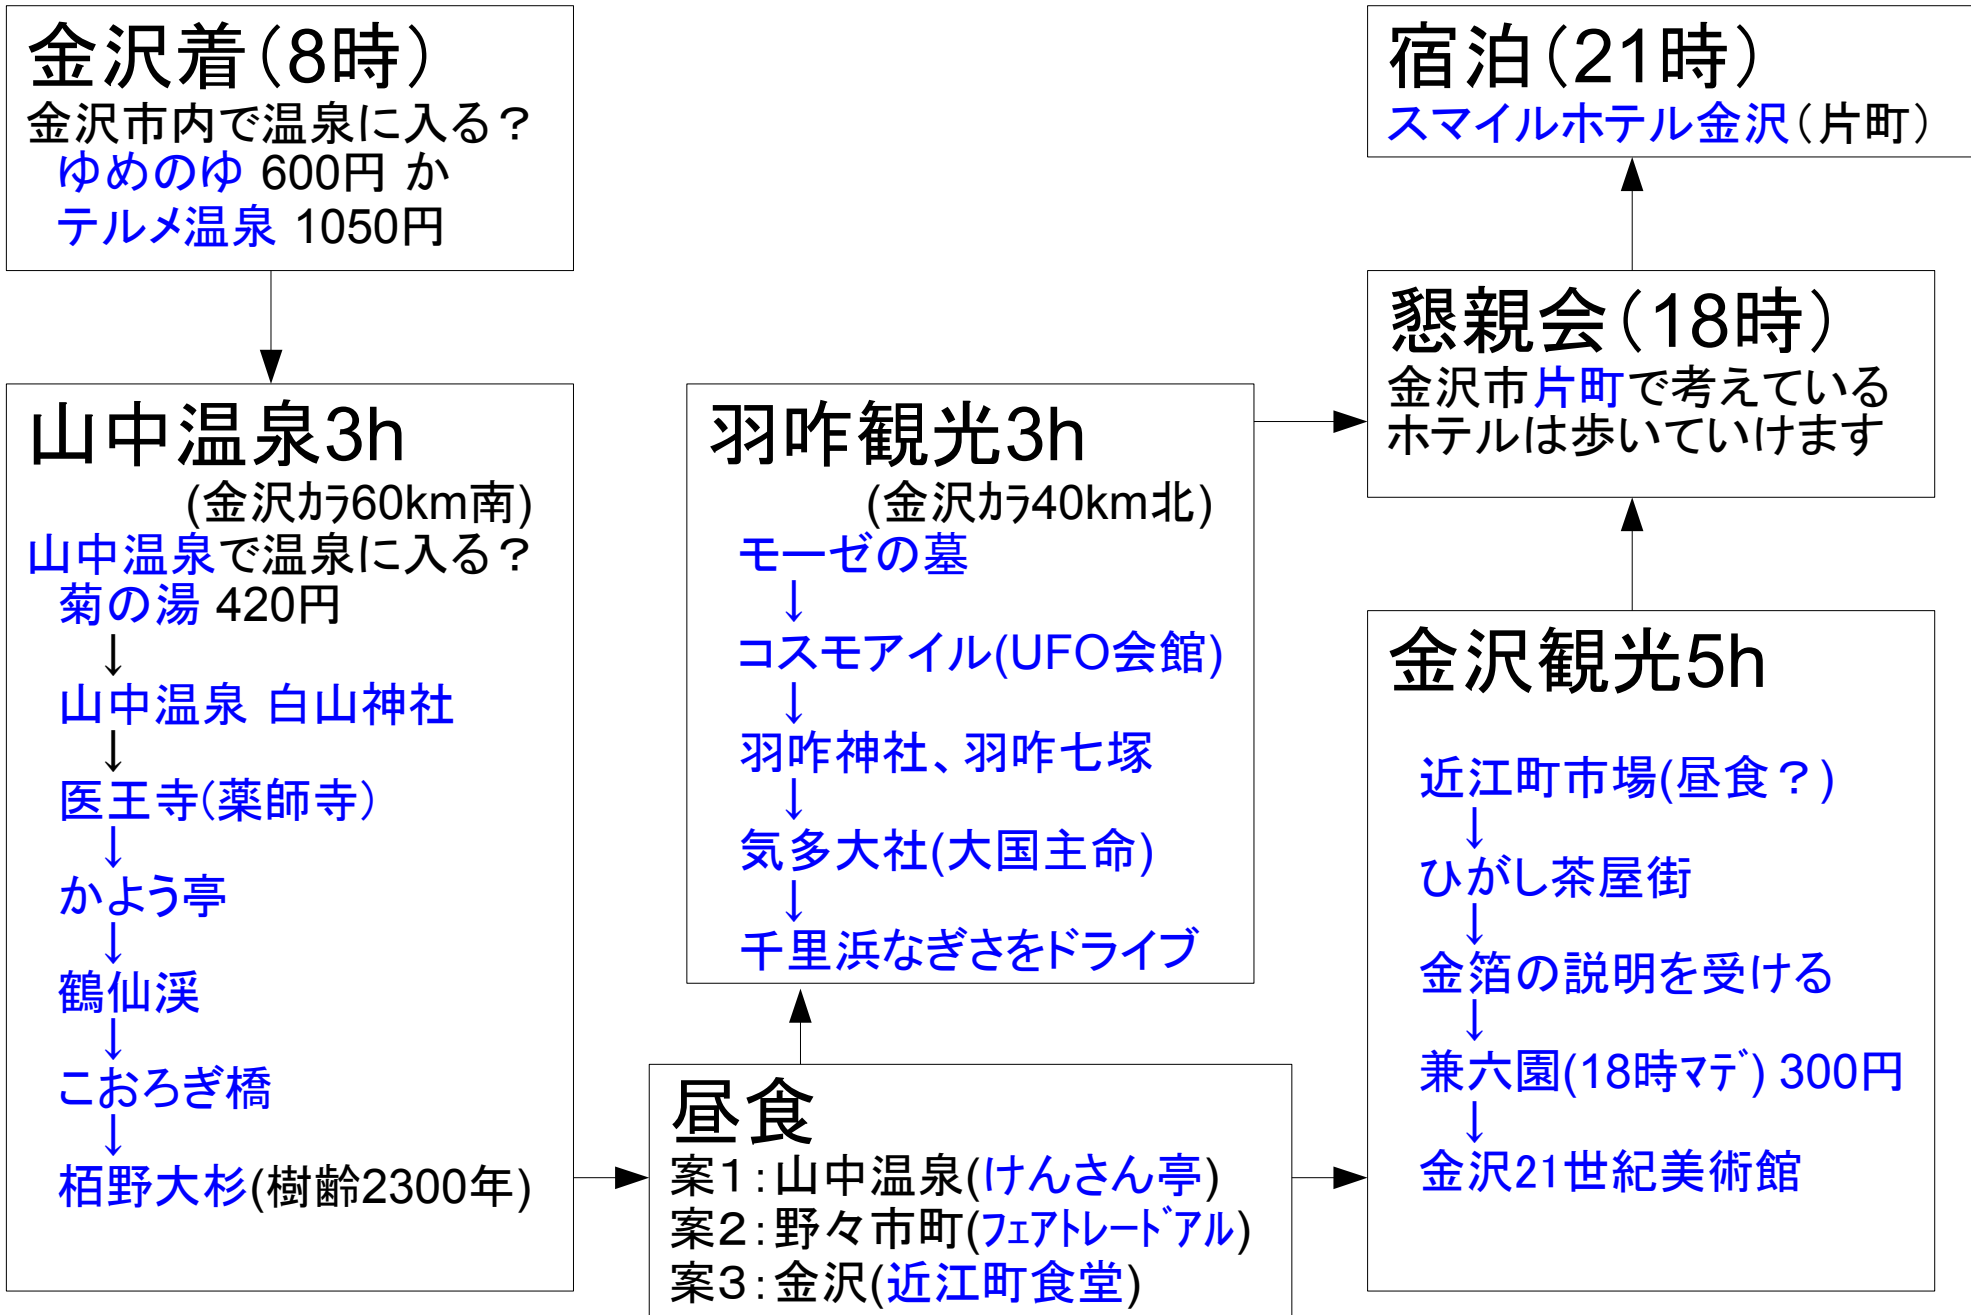 金沢着(8時)
金沢市内で温泉に入る？
ゆめのゆ 600円 か
テルメ温泉 1050円
山中温泉3h
(金沢ｶﾗ60km南)
山中温泉で温泉に入る？
菊の湯 420円
↓
山中温泉 白山神社
↓
医王寺(薬師寺)
↓
かよう亭
↓
鶴仙渓
↓
こおろぎ橋
↓
栢野大杉(樹齢2300年)
昼食
案1：山中温泉(けんさん亭)
案2：野々市町(ﾌｪｱﾄﾚｰﾄﾞｱﾙ)
案3：金沢(近江町食堂)
羽咋観光3h
(金沢ｶﾗ40km北)
モーゼの墓
↓
コスモアイル(UFO会館)
↓
羽咋神社、羽咋七塚
↓
気多大社(大国主命)
↓
千里浜なぎさをドライブ
金沢観光5h
近江町市場(昼食？)
↓
ひがし茶屋街
↓
金箔の説明を受ける
↓
兼六園(18時ﾏﾃﾞ) 300円
↓
金沢21世紀美術館
懇親会(18時)
金沢市片町で考えている
ホテルは歩いていけます
宿泊(21時)
スマイルホテル金沢(片町)